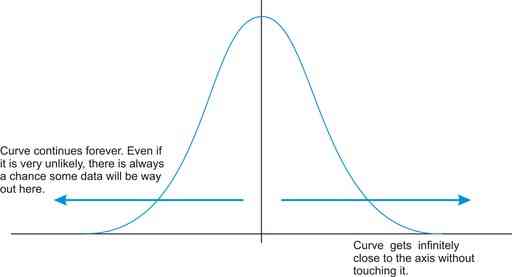 Curve continues forever. Even if
it is very unlikely, there is always
a chance some data will be way
out here.
Curve gets infinitely
close to the axis without
touching it.